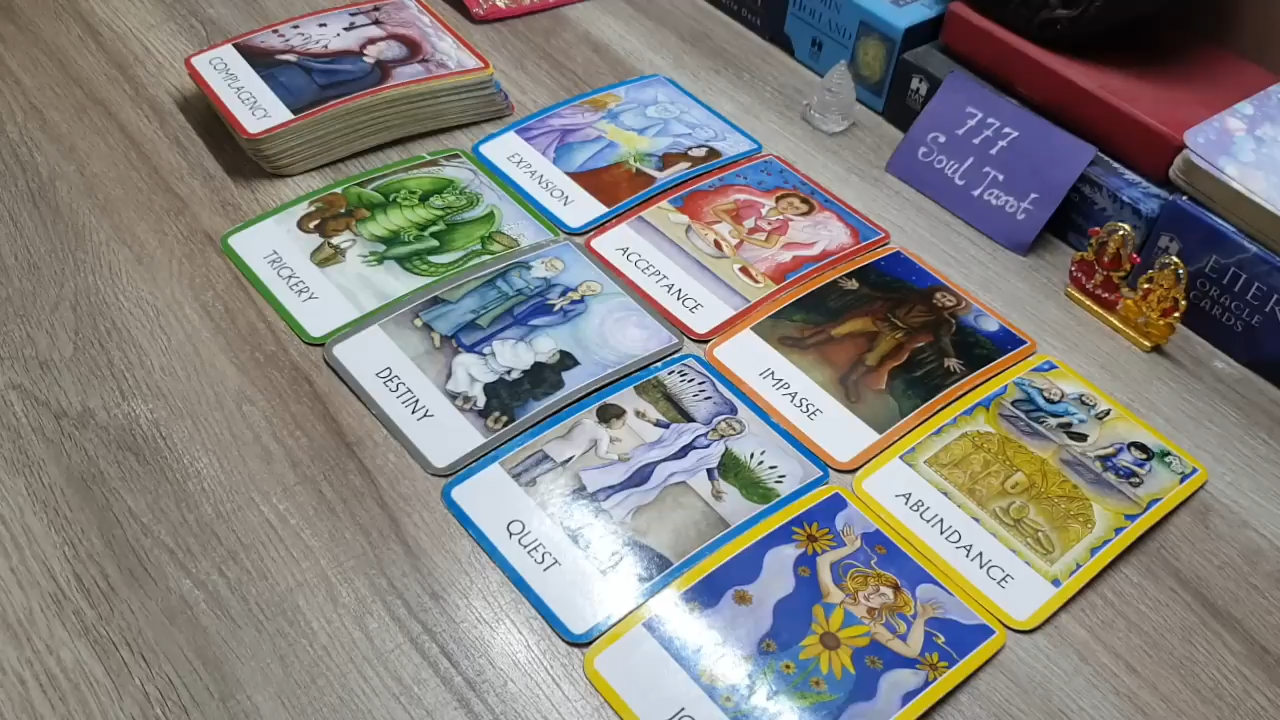 COMPLACENCY
EXPANSION
TRICKERY
ACCEPTANCE
DESTINY
IMPASSE
QUEST
ABUNDANCE
777
Soul Tarot
HOLLAND
ORACLE
CARDS